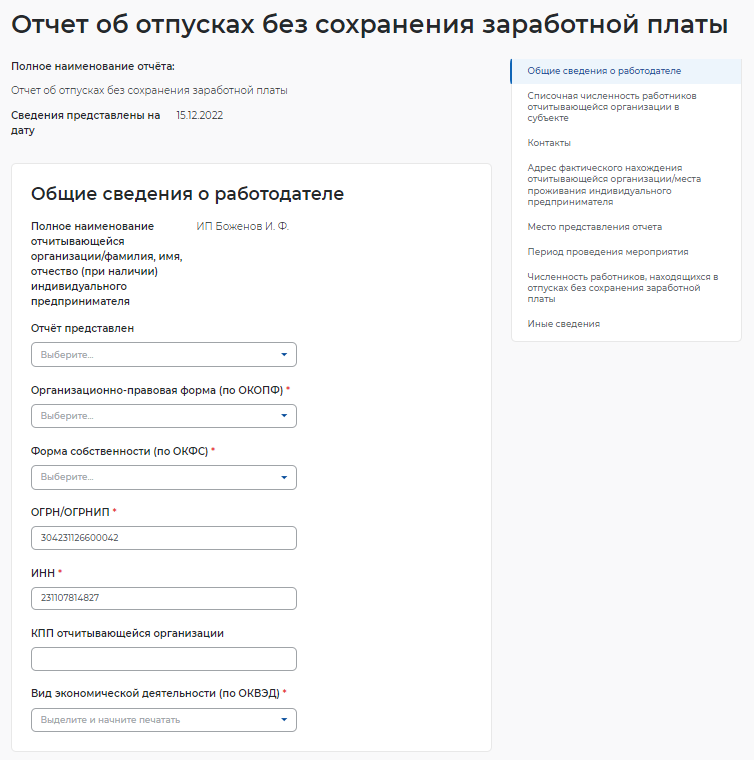 Отчет об отпусках без сохранения заработной платы
Полное наименование отчёта:
Отчет об отпусках без сохранения заработной платы
Сведения представлены на
дату
15.12.2022
Общие сведения о работодателе
Полное наименование
отчитывающейся
организации/фамилия, имя,
отчество (при наличии)
индивидуального
предпринимателя
ИП Боженов И. Ф.
Отчёт представлен
Выберите...
Организационно-правовая форма (по ОКОПФ) *
Выберите...
Форма собственности (по ОКФС) *
Выберите...
ОГРН/ОГРНИП *
304231126600042
ИНН *
231107814827
КПП отчитывающейся организации
Вид экономической деятельности (по ОКВЭД) *
Выделите и начните печатать
Общие сведения о работодателе
Списочная численность работников
отчитывающейся организации в
субъекте
Контакты
Адрес фактического нахождения
отчитывающейся организации/места
проживания индивидуального
предпринимателя
Место представления отчета
Период проведения мероприятия
Численность работников, находящихся в
отпусках без сохранения заработной
платы
Иные сведения